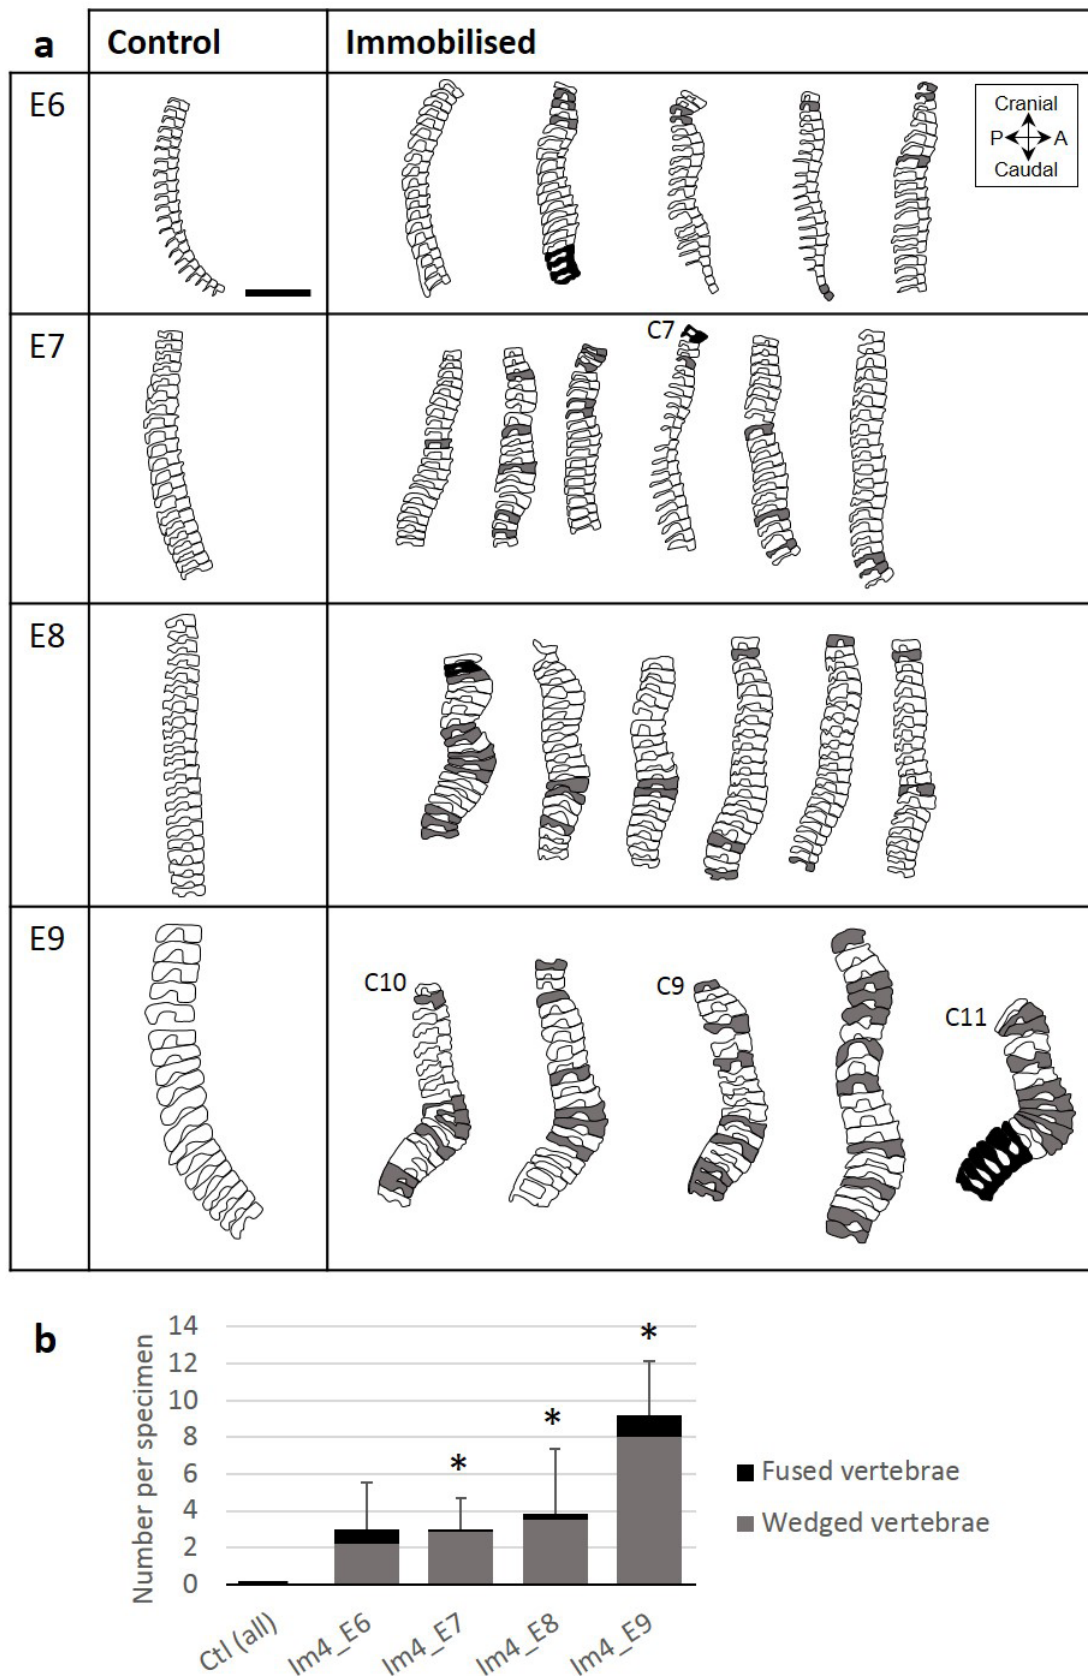 a
Control
Immobilised
E6
Cranial
P A
Caudal
E7
C7
E8
E9
C10
C9
C11
b
Number per specimen
14
12
10
8
6
4
2
0
*
*
*
Ctl (all)
Im4_E6
Im4_E7
Im4_E8
Im4_E9
Fused vertebrae
Wedged vertebrae